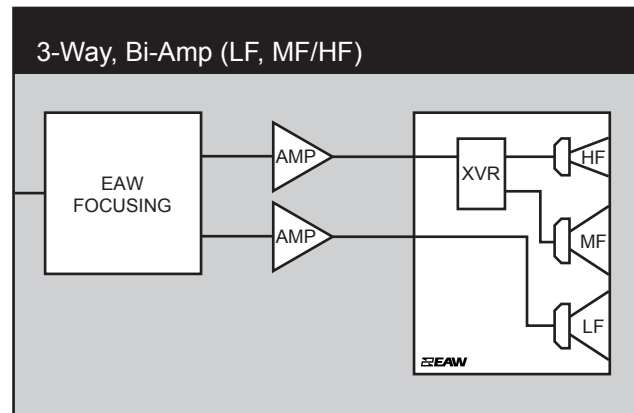 3-Way, Bi-Amp (LF, MF/HF)
EAW
FOCUSING
AMP
AMP
XVR
HF
MF
LF
EAW